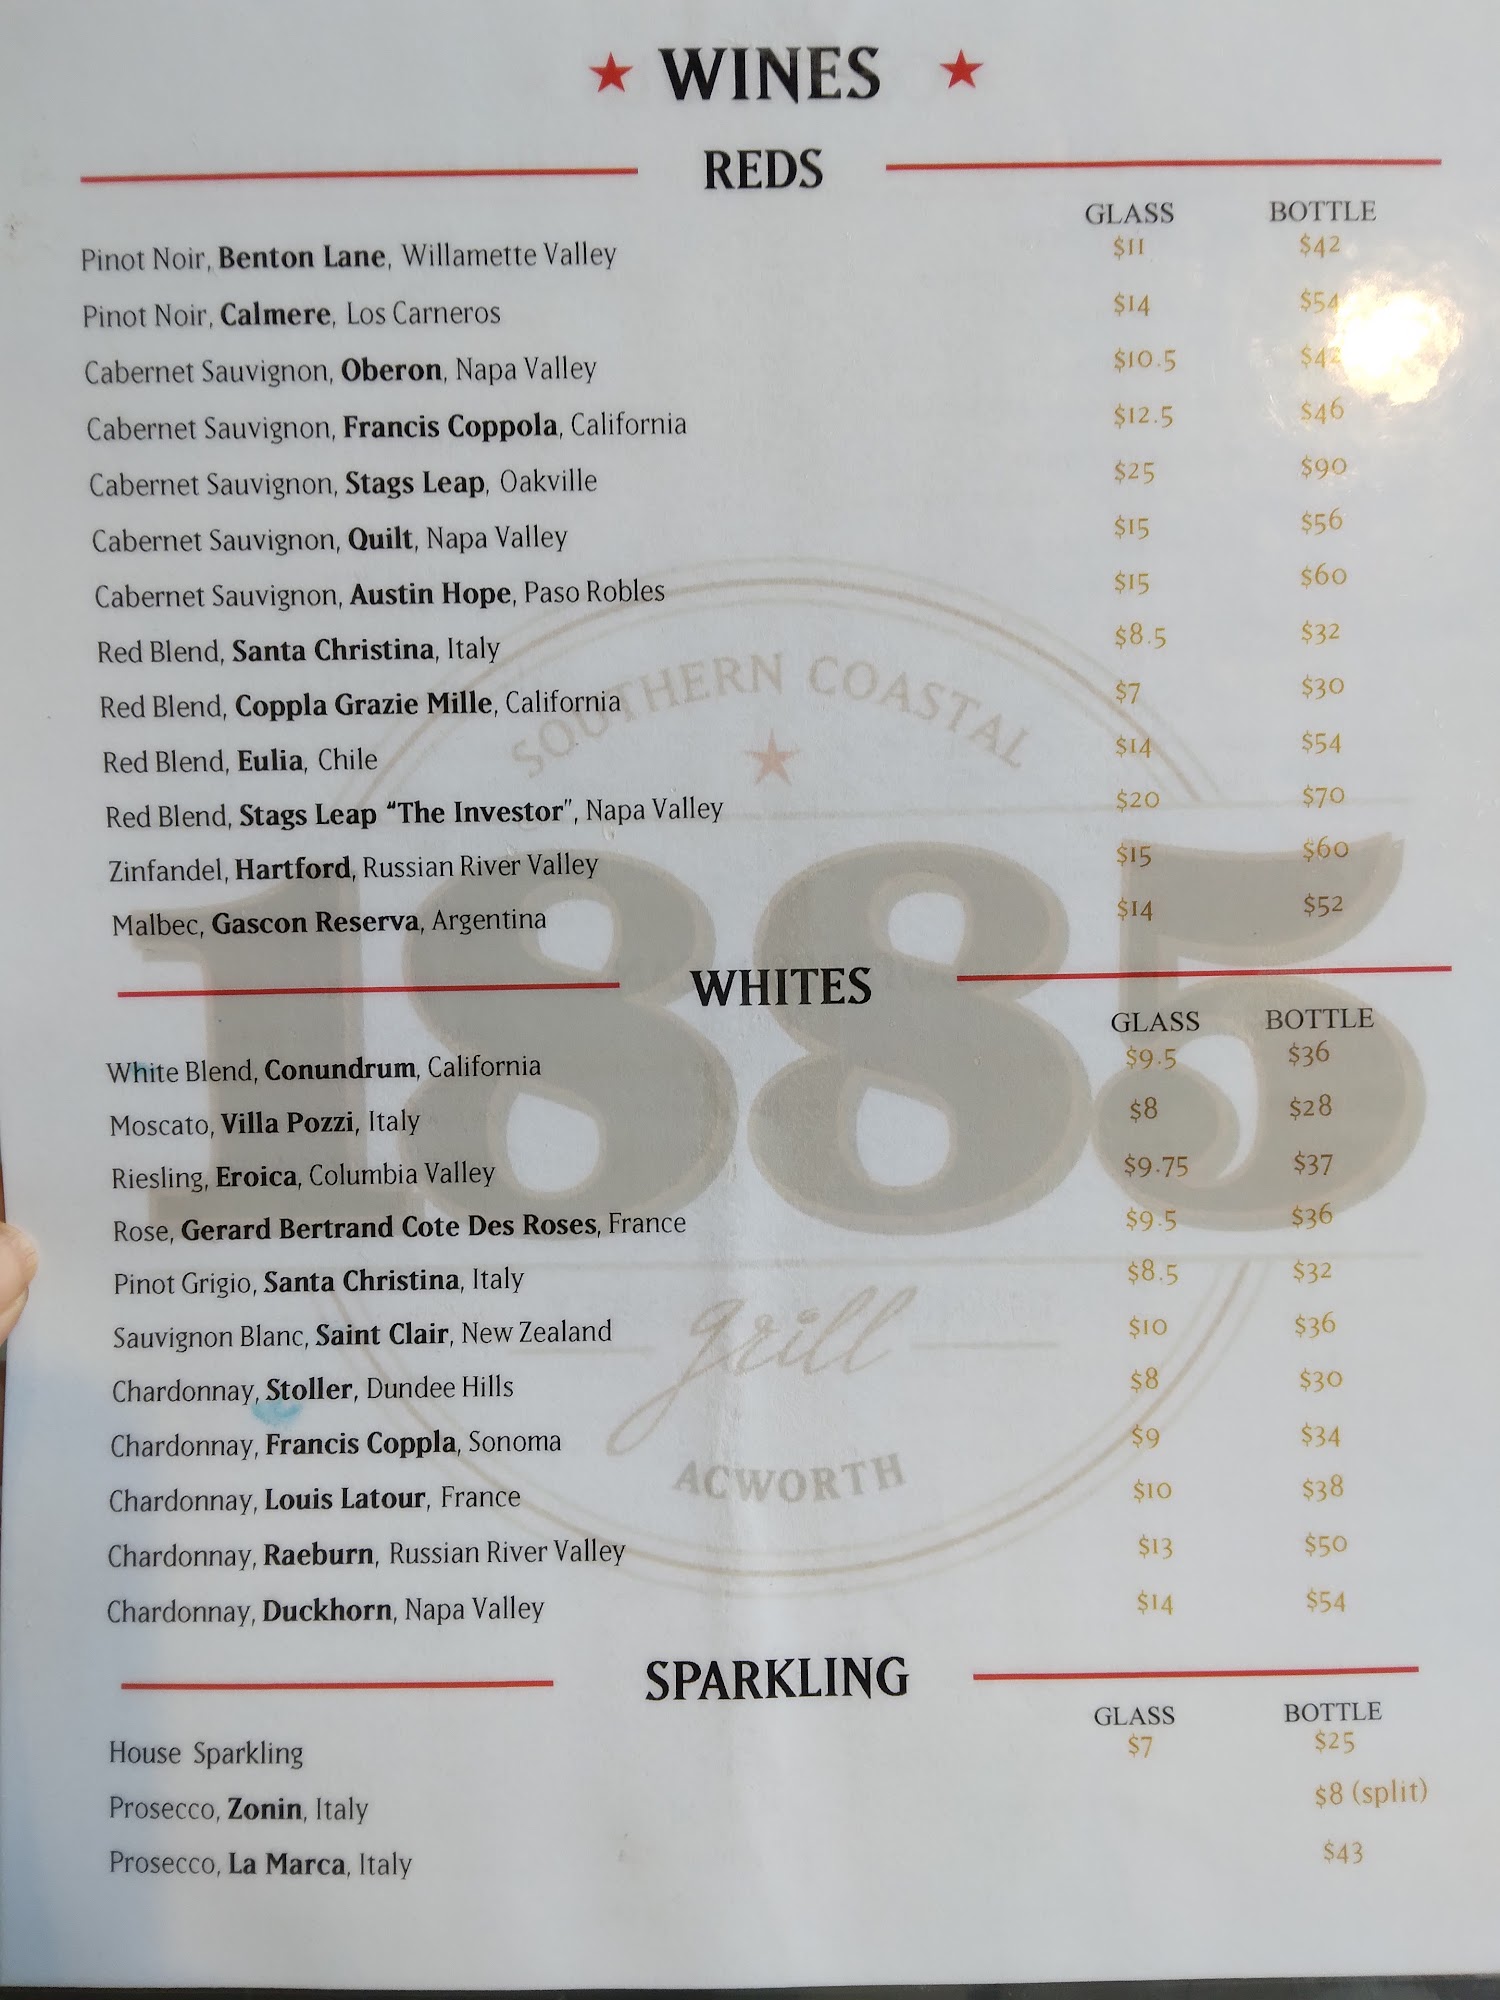 WINES
REDS
GLASS BOTTLE
Pinot Noir, Benton Lane, Willamette Valley $11 $42
Pinot Noir, Calmere, Los Carneros $14 $54
Cabernet Sauvignon, Oberon, Napa Valley $10.5 $42
Cabernet Sauvignon, Francis Coppola, California $12.5 $46
Cabernet Sauvignon, Stags Leap, Oakville $25 $90
Cabernet Sauvignon, Quilt, Napa Valley $15 $56
Cabernet Sauvignon, Austin Hope, Paso Robles $15 $60
Red Blend, Santa Christina, Italy $8.5 $32
Red Blend, Coppla Grazie Mille, California $7 $30
Red Blend, Eulia, Chile $14 $54
Red Blend, Stags Leap “The Investor”, Napa Valley $20 $70
Zinfandel, Hartford, Russian River Valley $15 $60
Malbec, Gascon Reserva, Argentina $14 $52
WHITES
GLASS BOTTLE
White Blend, Conundrum, California $9.5 $36
Moscato, Villa Pozzi, Italy $8 $28
Riesling, Eroica, Columbia Valley $9.75 $37
Rose, Gerard Bertrand Cote Des Roses, France $9.5 $36
Pinot Grigio, Santa Christina, Italy $8.5 $32
Sauvignon Blanc, Saint Clair, New Zealand $10 $36
Chardonnay, Stoller, Dundee Hills $8 $30
Chardonnay, Francis Coppla, Sonoma $9 $34
Chardonnay, Louis Latour, France $10 $38
Chardonnay, Raeburn, Russian River Valley $13 $50
Chardonnay, Duckhorn, Napa Valley $14 $54
SPARKLING
GLASS BOTTLE
House Sparkling $7 $25
Prosecco, Zonin, Italy $8 (split)
Prosecco, La Marca, Italy $43
SOUTHERN COASTAL
1885
grill
ACWORTH